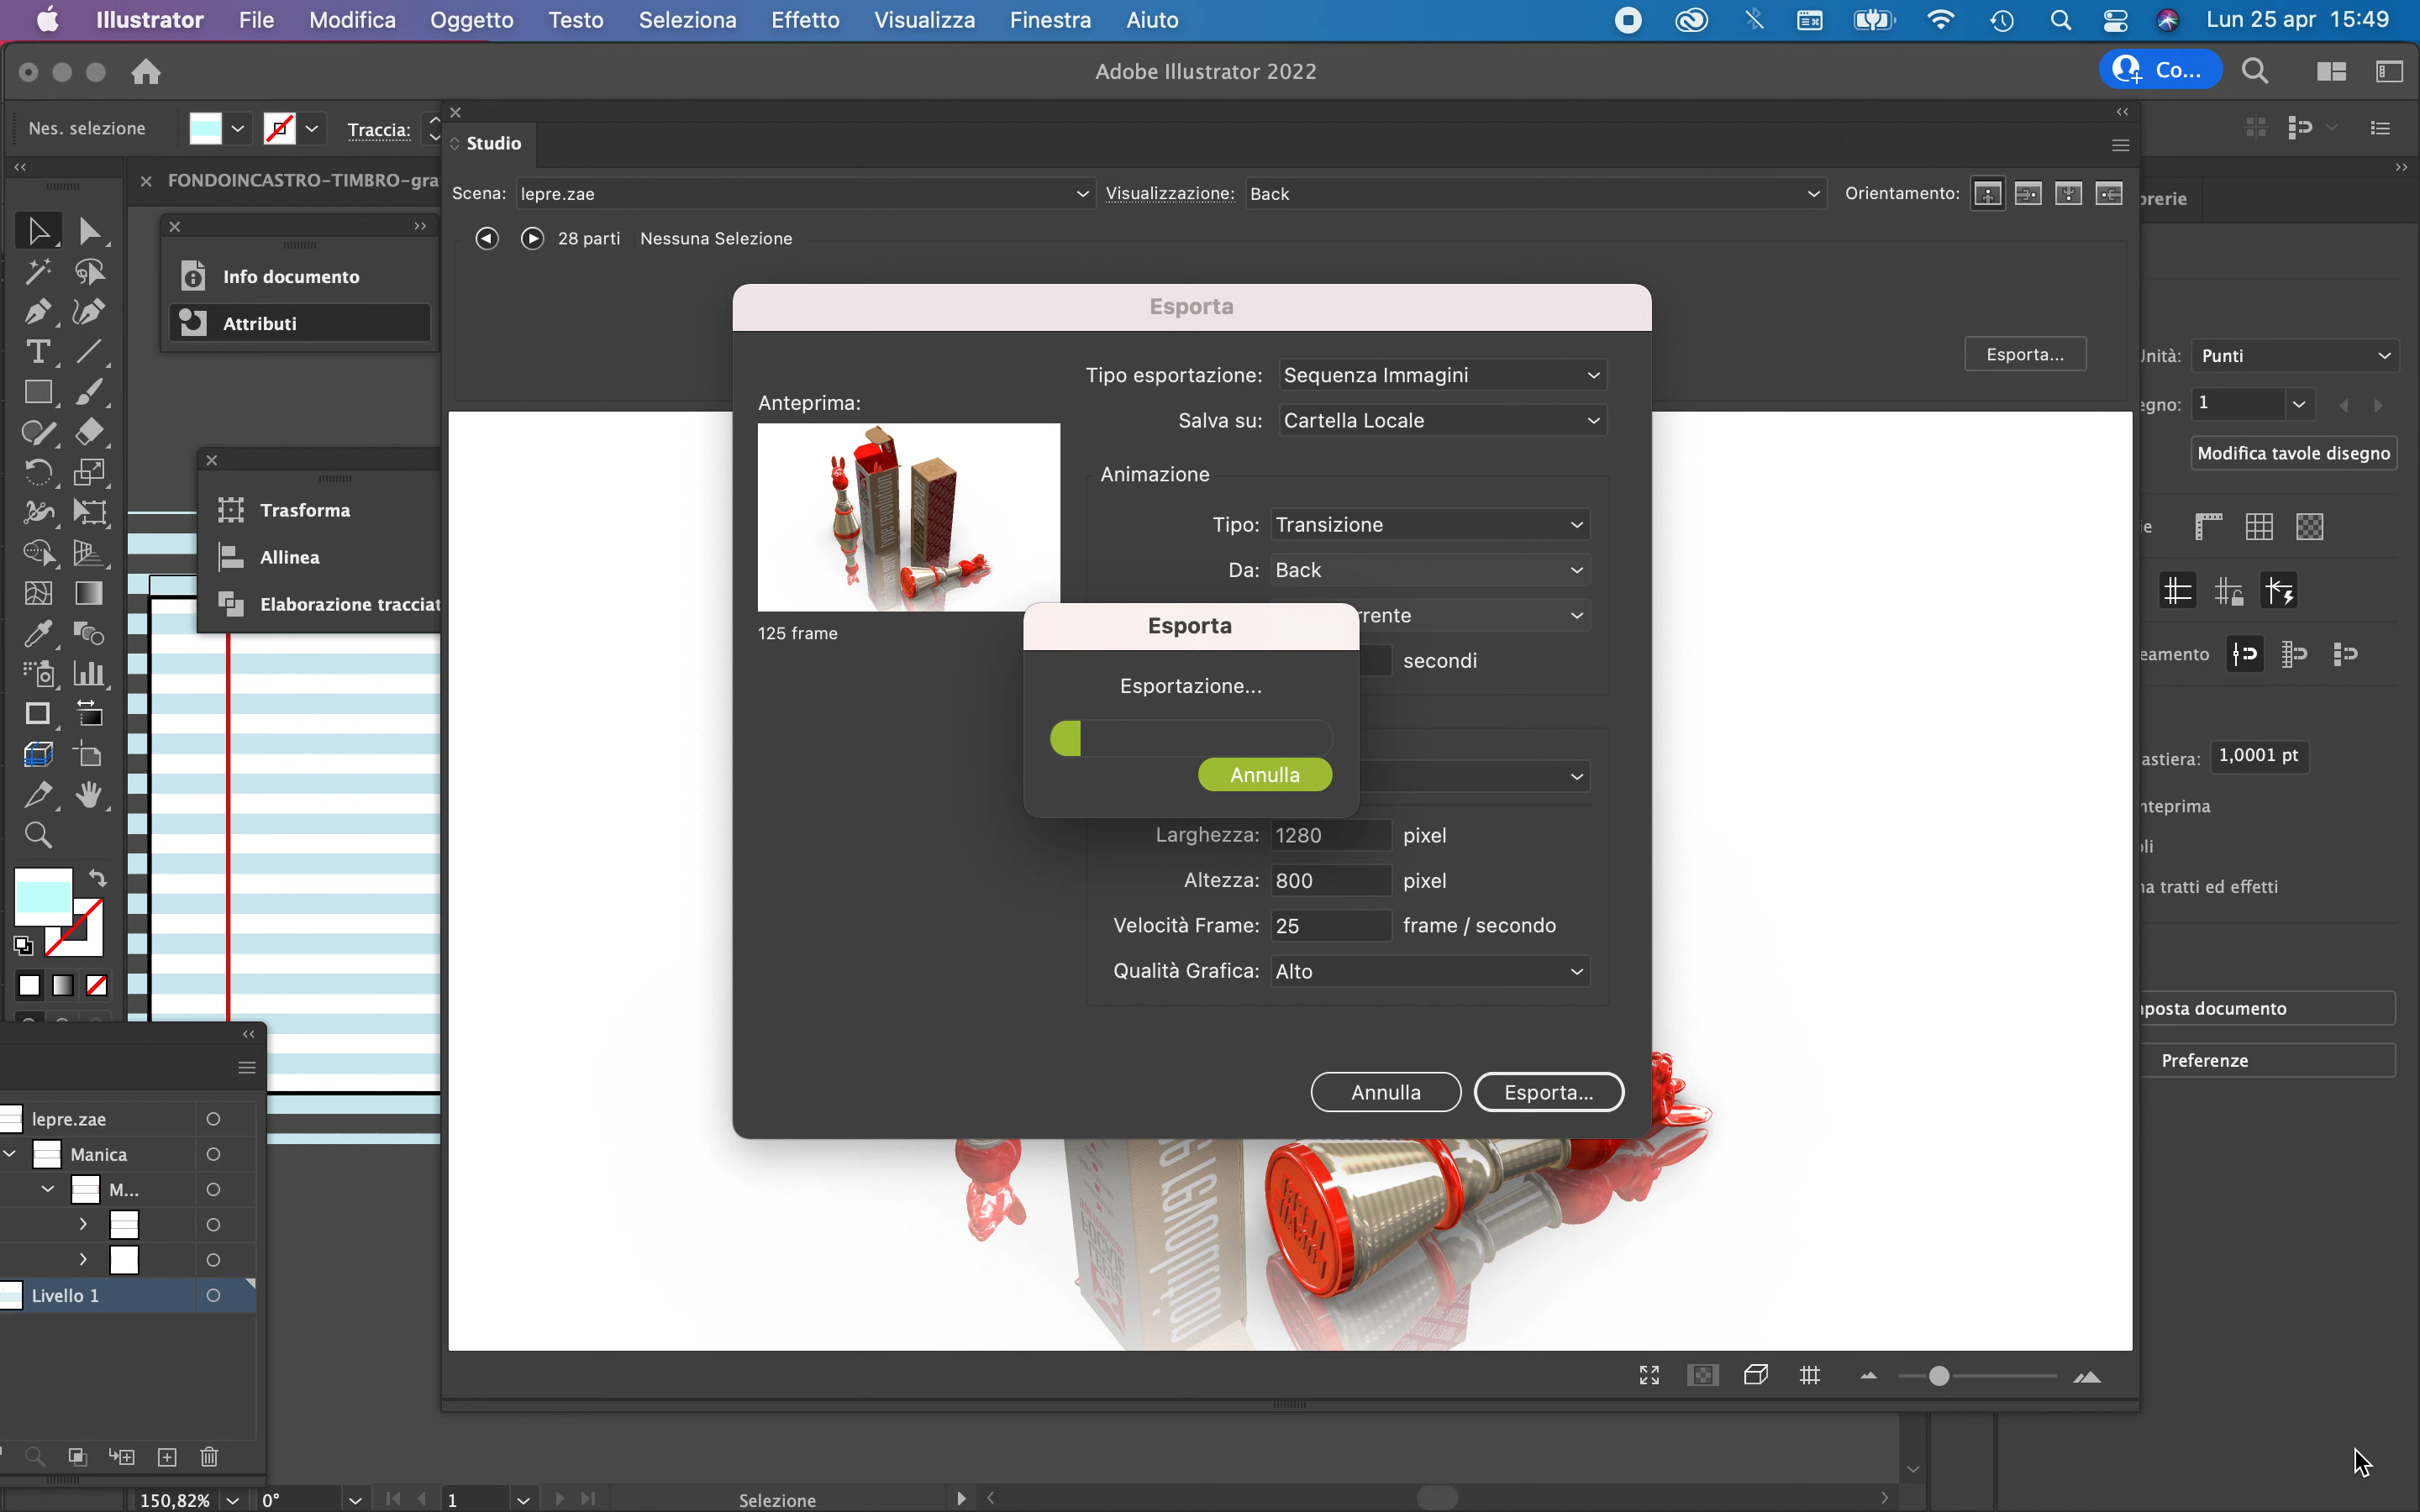 Illustrator File Modifica Oggetto Testo Seleziona Effetto Visualizza Finestra Aiuto Lun 25 apr 15:49
Adobe Illustrator 2022
Co...
Nes. selezione
Traccia:
Studio
FONDOINCASTRO-TIMBRO-gra
Scena: lepre.zae Visualizzazione: Back Orientamento:
brerie
28 parti Nessuna Selezione
Info documento
Attributi
Esporta
Esporta...
Unità: Punti
Tipo esportazione: Sequenza Immagini
Anteprima:
Salva su: Cartella Locale
egno: 1
Modifica tavole disegno
Animazione
Trasforma
Tipo: Transizione
Allinea
Da: Back
Elaborazione tracciat
rrente
125 frame
Esporta
secondi
eamento
Esportazione...
Annulla
astiera: 1,0001 pt
nteprima
Larghezza: 1280 pixel
oli
Altezza: 800 pixel
na tratti ed effetti
Velocità Frame: 25 frame / secondo
Qualità Grafica: Alto
posta documento
Preferenze
Annulla Esporta...
lepre.zae
Manica
M...
Livello 1
150,82% 0° 1 Selezione